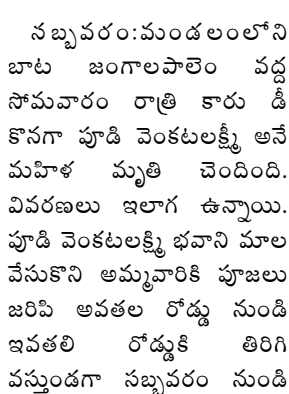 నబ్బవరం:మండలంలోని
బాట జంగాలపాలెం వద్ద
సోమవారం రాత్రి కారు డీ
కొనగా పూడి వెంకటలక్ష్మీ అనే
మహిళ మృతి చెందింది.
వివరణలు ఇలాగ ఉన్నాయి.
పూడి వెంకటలక్ష్మి భవాని మాల
వేసుకొని అమ్మవారికి పూజలు
జరిపి అవతల రోడ్డు నుండి
ఇవతలి రోడ్డుకి తిరిగి
వస్తుండగా సబ్బవరం నుండి